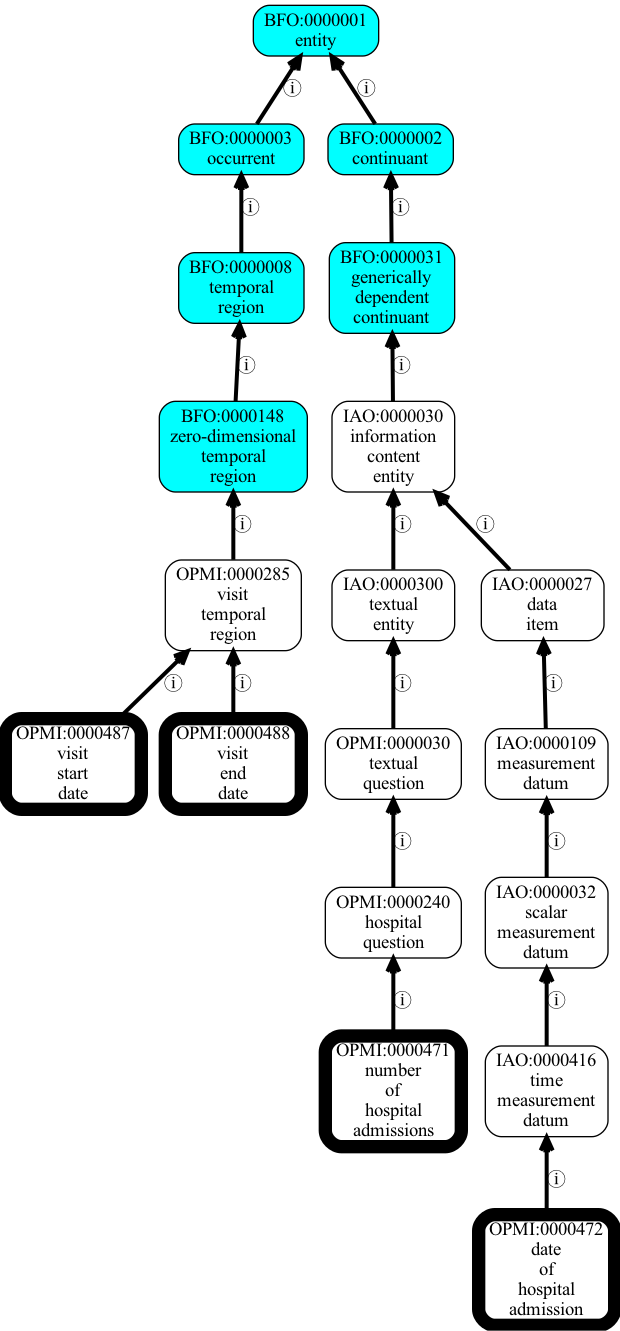 BFO:0000001
entity
i
i
BFO:0000003
occurrent
BFO:0000002
continuant
i
i
BFO:0000008
temporal
region
BFO:0000031
generically
dependent
continuant
i
i
BFO:0000148
zero-dimensional
temporal
region
IAO:0000030
information
content
entity
i
i
i
OPMI:0000285
visit
temporal
region
IAO:0000300
textual
entity
IAO:0000027
data
item
i
i
i
i
OPMI:0000487
visit
start
date
OPMI:0000488
visit
end
date
OPMI:0000030
textual
question
IAO:0000109
measurement
datum
i
i
OPMI:0000240
hospital
question
IAO:0000032
scalar
measurement
datum
i
i
OPMI:0000471
number
of
hospital
admissions
IAO:0000416
time
measurement
datum
i
OPMI:0000472
date
of
hospital
admission